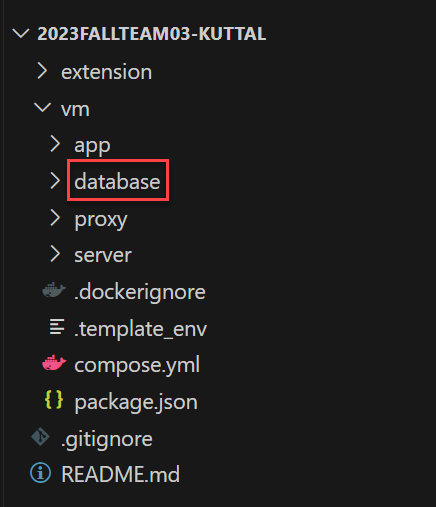 2023FALLTEAM03-KUTTAL
extension
vm
app
database
proxy
server
.dockerignore
.template_env
compose.yml
package.json
.gitignore
README.md